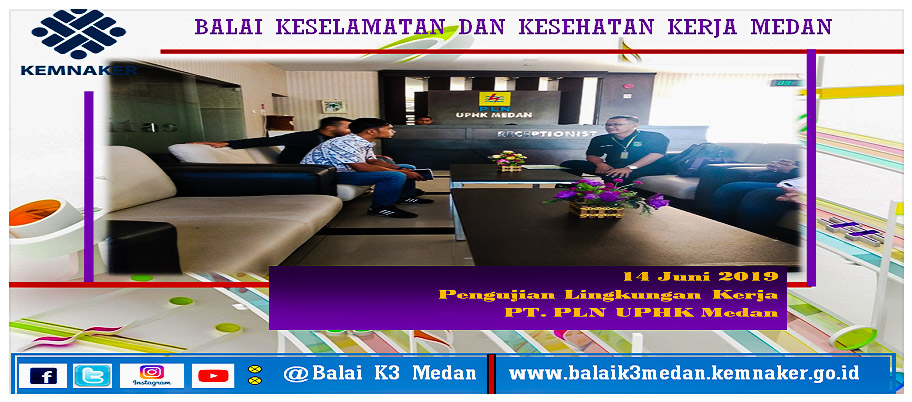 BALAI KESELAMATAN DAN KESEHATAN KERJA MEDAN
KEMNAKER
PLN
UPHK MEDAN
RECEPTIONIST
14 Juni 2019
Pengujian Lingkungan Kerja
PT. PLN UPHK Medan
Instagram
@Balai K3 Medan
www.balaik3medan.kemnaker.go.id